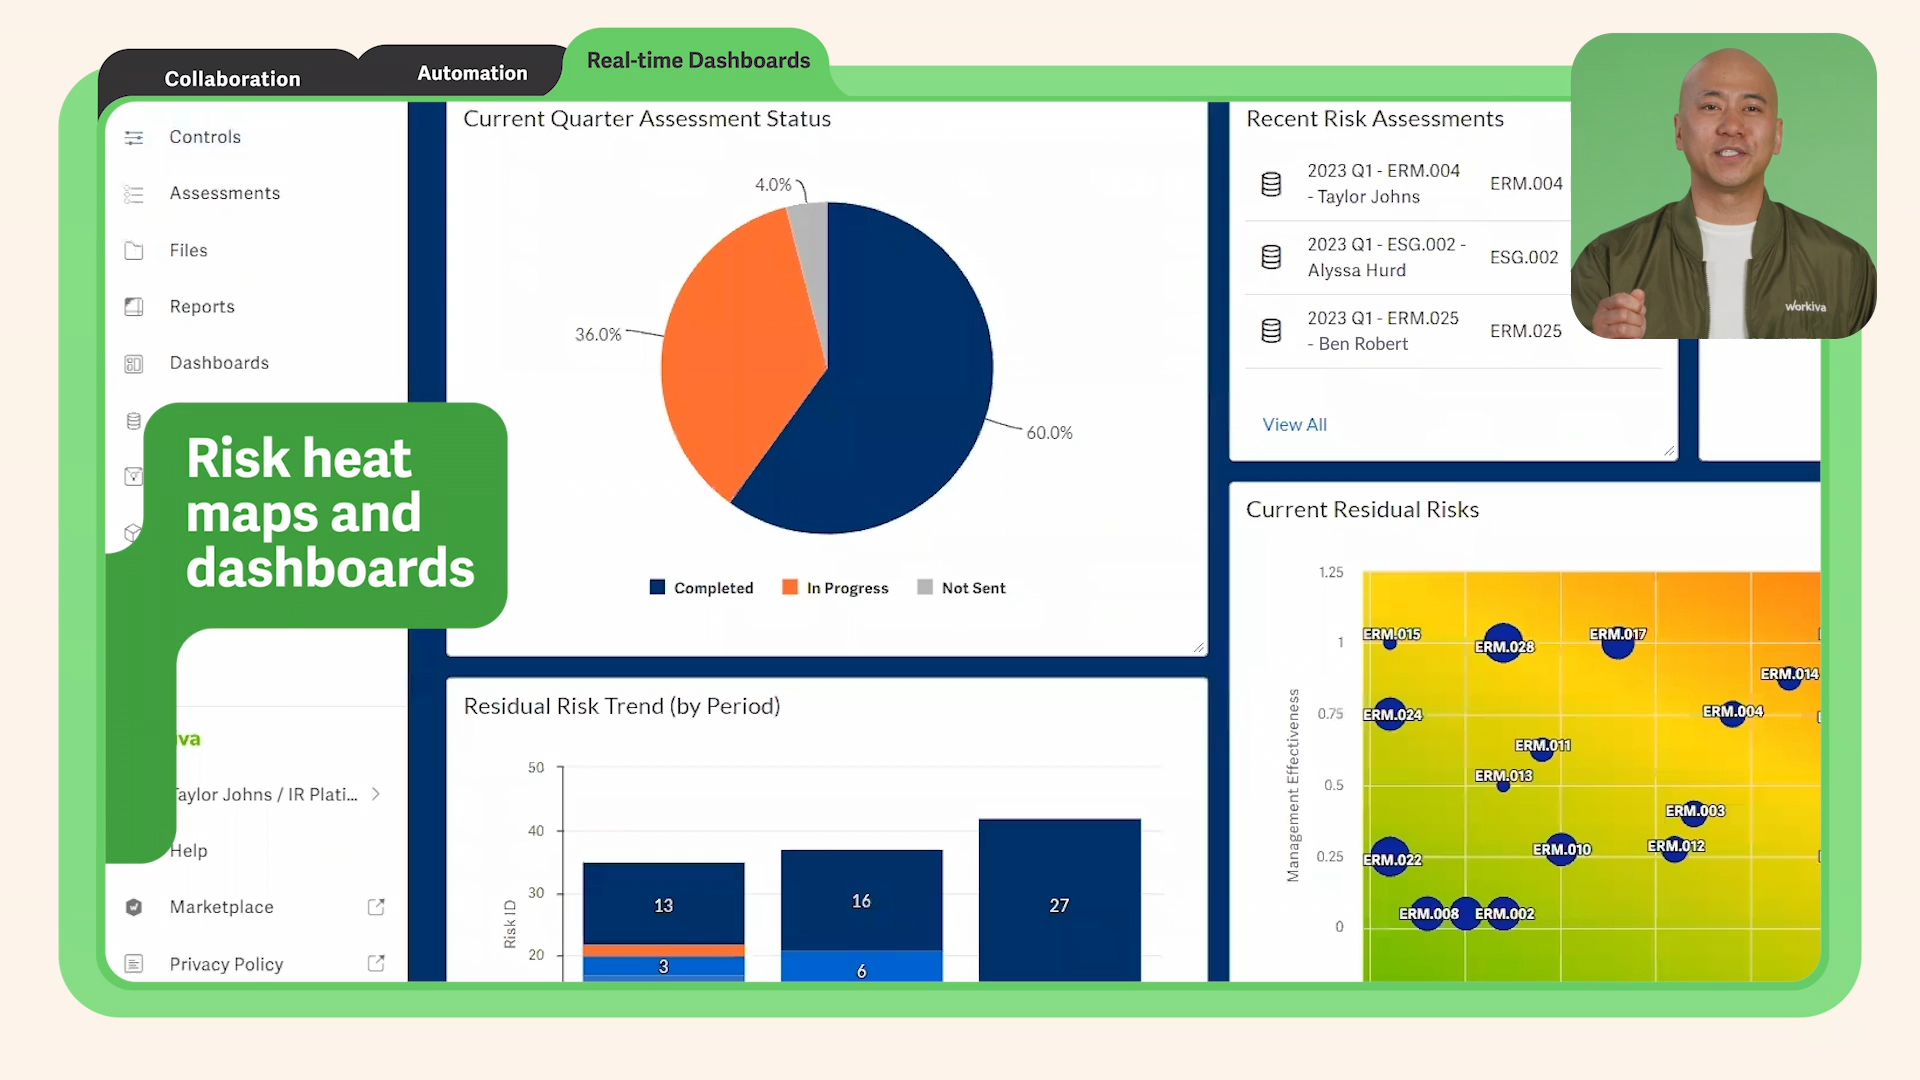 Collaboration
Automation
Real-time Dashboards
Controls
Assessments
Files
Reports
Dashboards
Risk heat
maps and
dashboards
Taylor Johns / IR Plati...
Help
Marketplace
Privacy Policy
Current Quarter Assessment Status
4.0%
36.0%
60.0%
Completed
In Progress
Not Sent
Residual Risk Trend (by Period)
50
40
30
20
Risk ID
13
3
16
6
27
Recent Risk Assessments
2023 Q1 - ERM.004
- Taylor Johns
ERM.004
2023 Q1 - ESG.002 -
Alyssa Hurd
ESG.002
2023 Q1 - ERM.025
- Ben Robert
ERM.025
View All
Current Residual Risks
1.25
1
0.75
0.5
0.25
0
Management Effectiveness
ERM.015
ERM.028
ERM.017
ERM.014
ERM.024
ERM.004
ERM.011
ERM.013
ERM.003
ERM.022
ERM.010
ERM.012
ERM.008
ERM.002
workiva